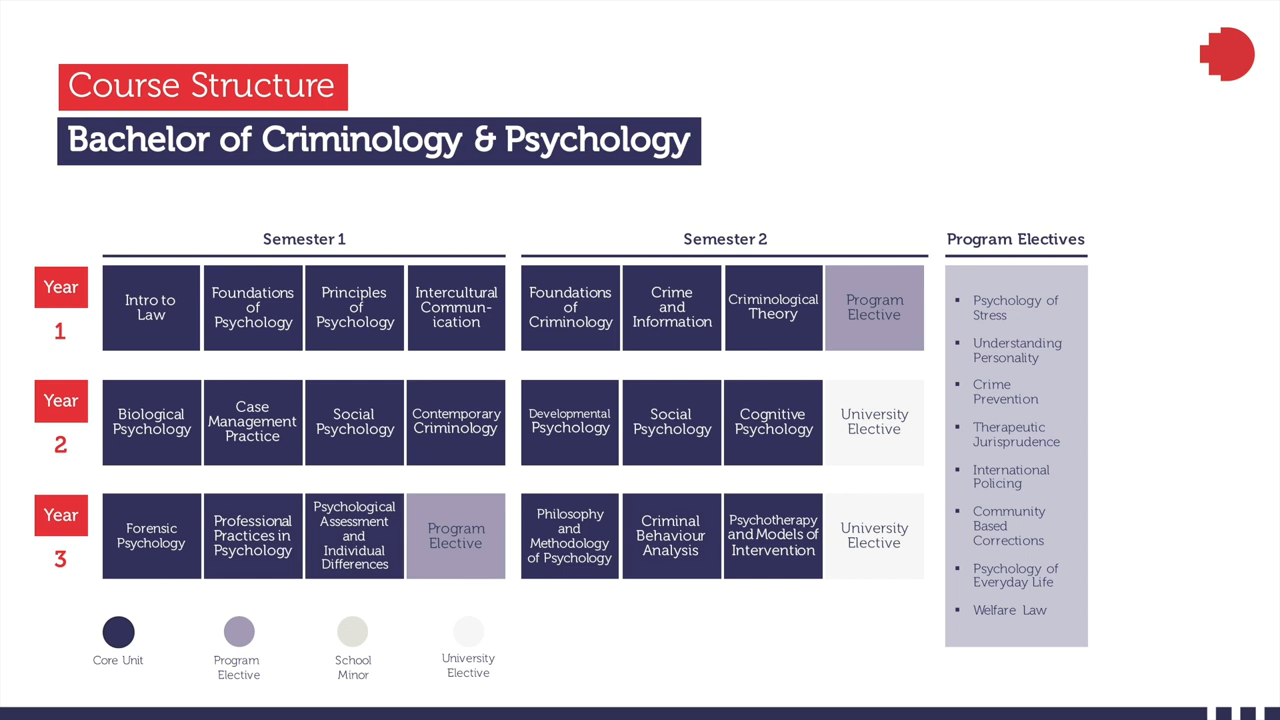 Course Structure
Bachelor of Criminology & Psychology
Semester 1
Semester 2
Program Electives
Year
1
Intro to
Law
Foundations
of
Psychology
Principles
of
Psychology
Intercultural
Commun-
ication
Foundations
of
Criminology
Crime
and
Information
Criminological
Theory
Program
Elective
Year
2
Biological
Psychology
Case
Management
Practice
Social
Psychology
Contemporary
Criminology
Developmental
Psychology
Social
Psychology
Cognitive
Psychology
University
Elective
Year
3
Forensic
Psychology
Professional
Practices in
Psychology
Psychological
Assessment
and
Individual
Differences
Program
Elective
Philosophy
and
Methodology
of Psychology
Criminal
Behaviour
Analysis
Psychotherapy
and Models of
Intervention
University
Elective
▪ Psychology of
Stress
▪ Understanding
Personality
▪ Crime
Prevention
▪ Therapeutic
Jurisprudence
▪ International
Policing
▪ Community
Based
Corrections
▪ Psychology of
Everyday Life
▪ Welfare Law
Core Unit
Program
Elective
School
Minor
University
Elective